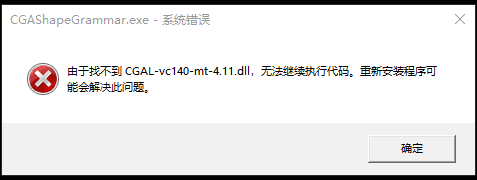 CGAShapeGrammar.exe - 系统错误
由于找不到 CGAL-vc140-mt-4.11.dll，无法继续执行代码。重新安装程序可
能会解决此问题。
确定